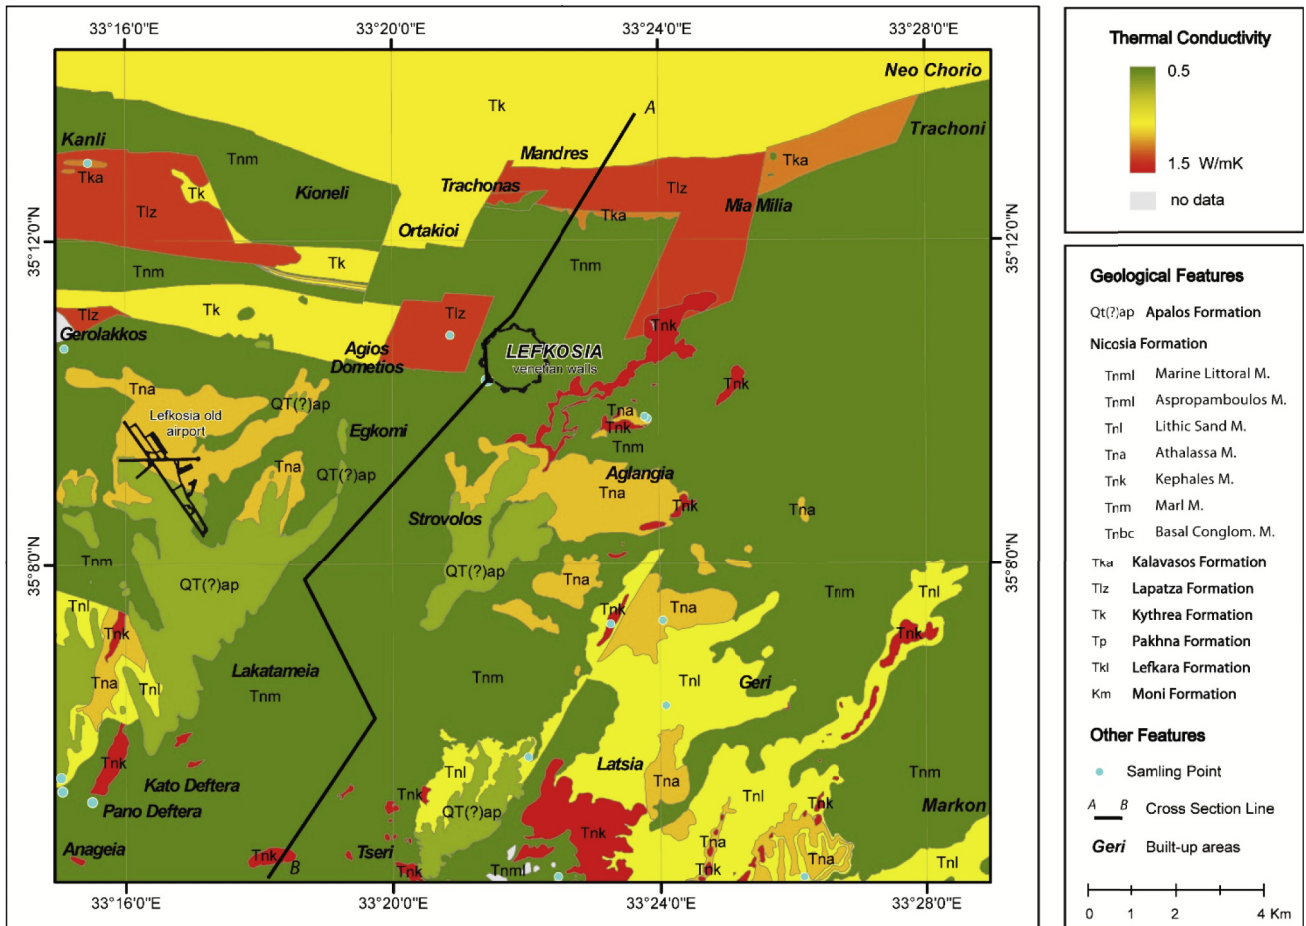 33°16'0"E
33°20'0"E
33°24'0"E
33°28'0"E
Neo Chorio
Tk
A
Trachoni
Kanli
Tnm
Mandres
Tka
Tka
Kioneli
Trachonas
Tlz
Tk
Mia Milia
Tlz
Tka
Ortakioi
35°12'0"N
35°12'0"N
Tnm
Tk
Tnm
Tlz
Tk
Tlz
Gerolakkos
Tnk
Agios
Dometios
LEFKOSIA
venetian walls
Tna
Tnk
QT(?)ap
Lefkosia old
airport
Tna
Tnk
Egkomi
Tnm
Tna
QT(?)ap
Aglangia
Tna
Tnk
Tna
Strovolos
35°8'0"N
35°8'0"N
Tnm
QT(?)ap
QT(?)ap
Tna
Tnm
Tnl
Tnl
Tnk
Tna
Tnk
Tnk
Lakatameia
Tnm
Tnm
Tna
Tnl
Tnl
Geri
Tnk
Kato Deftera
Pano Deftera
Tnl
Latsia
Tna
Tnm
Tnk
Tnl
Tnk
Markon
QT(?)ap
Anageia
Tnk
B
Tseri
Tnk
Tnml
Tnk
Tna
Tnk
Tna
Tnl
33°16'0"E
33°20'0"E
33°24'0"E
33°28'0"E
Thermal Conductivity
0.5
1.5 W/mK
no data
Geological Features
Qt(?)ap Apalos Formation
Nicosia Formation
Tnml Marine Littoral M.
Tnml Aspropamboulos M.
Tnl Lithic Sand M.
Tna Athalassa M.
Tnk Kephales M.
Tnm Marl M.
Tnbc Basal Conglom. M.
Tka Kalavasos Formation
Tlz Lapatza Formation
Tk Kythrea Formation
Tp Pakhna Formation
Tkl Lefkara Formation
Km Moni Formation
Other Features
Samling Point
A B Cross Section Line
Geri Built-up areas
0 1 2 4 Km